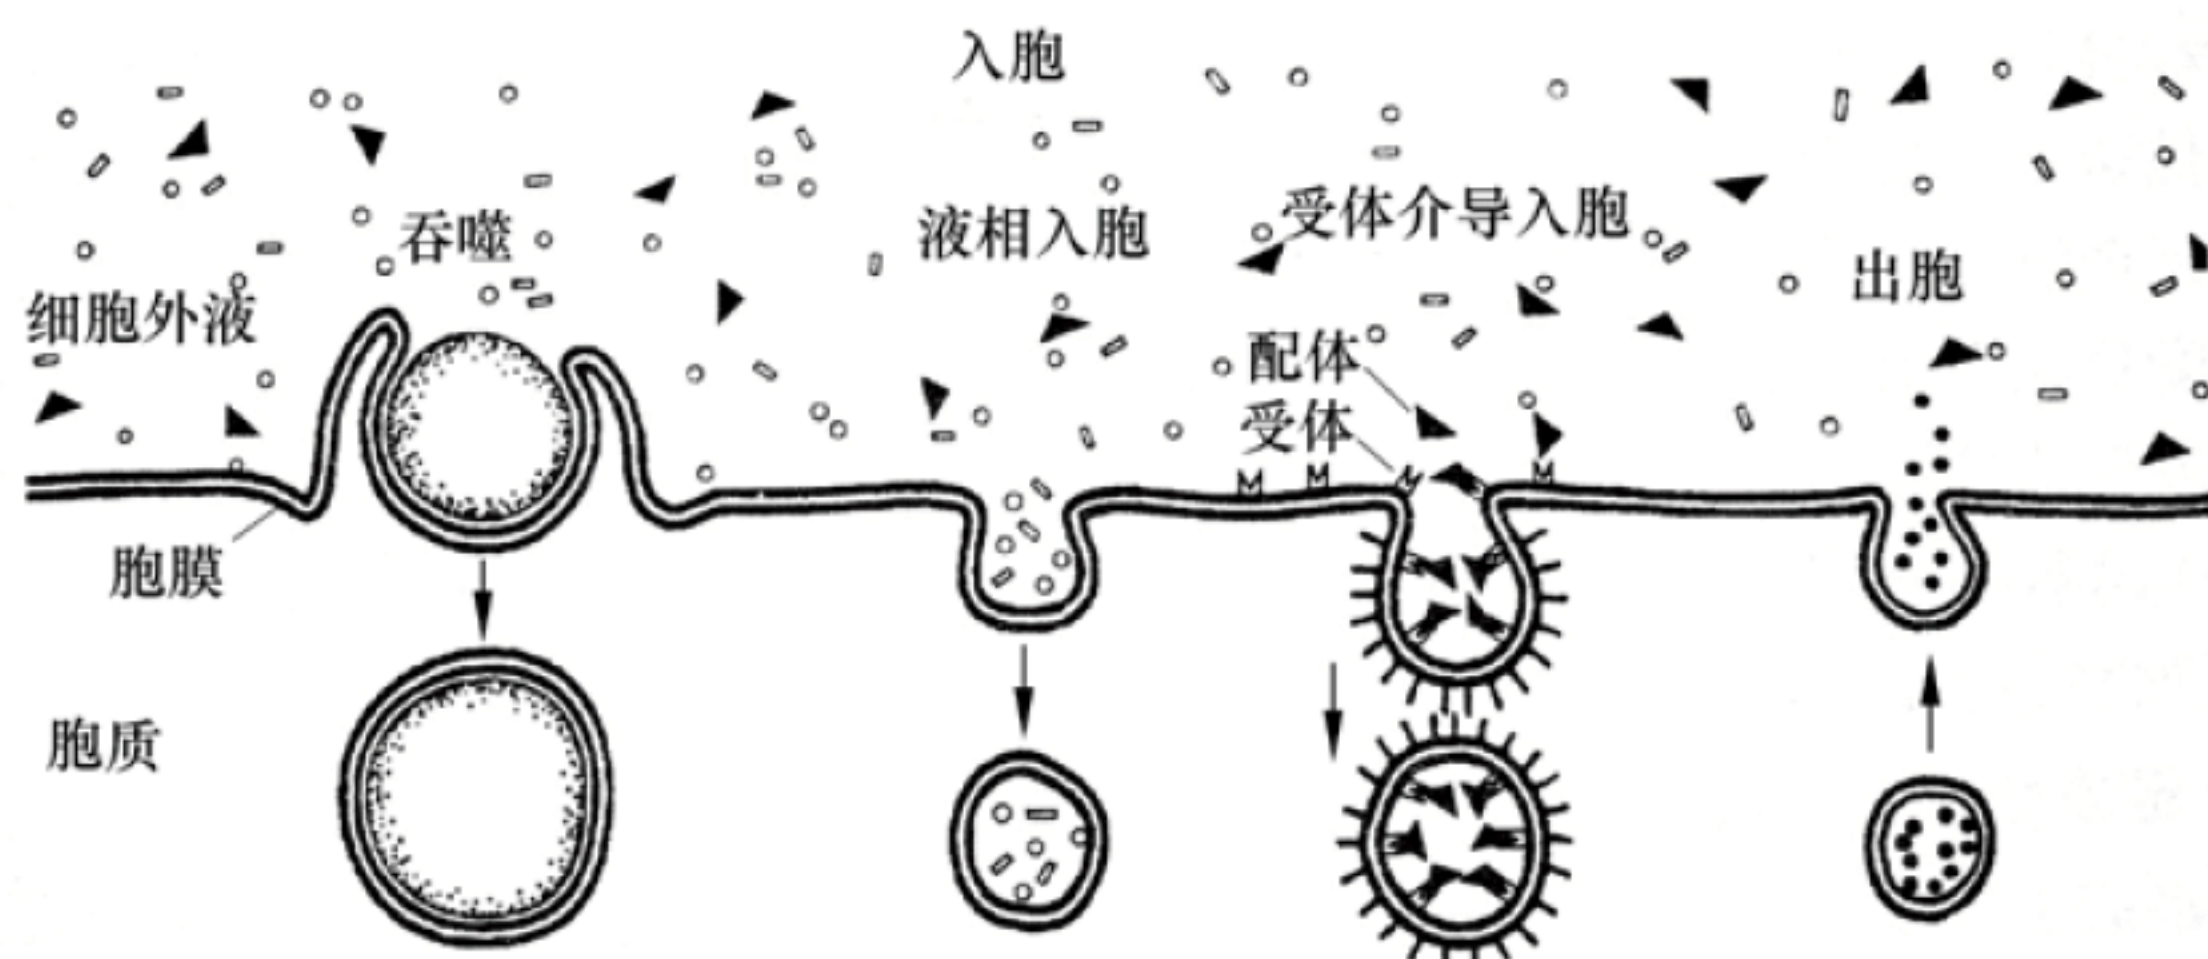 入胞
吞噬
液相入胞
受体介导入胞
出胞
细胞外液
配体
受体
胞膜
胞质